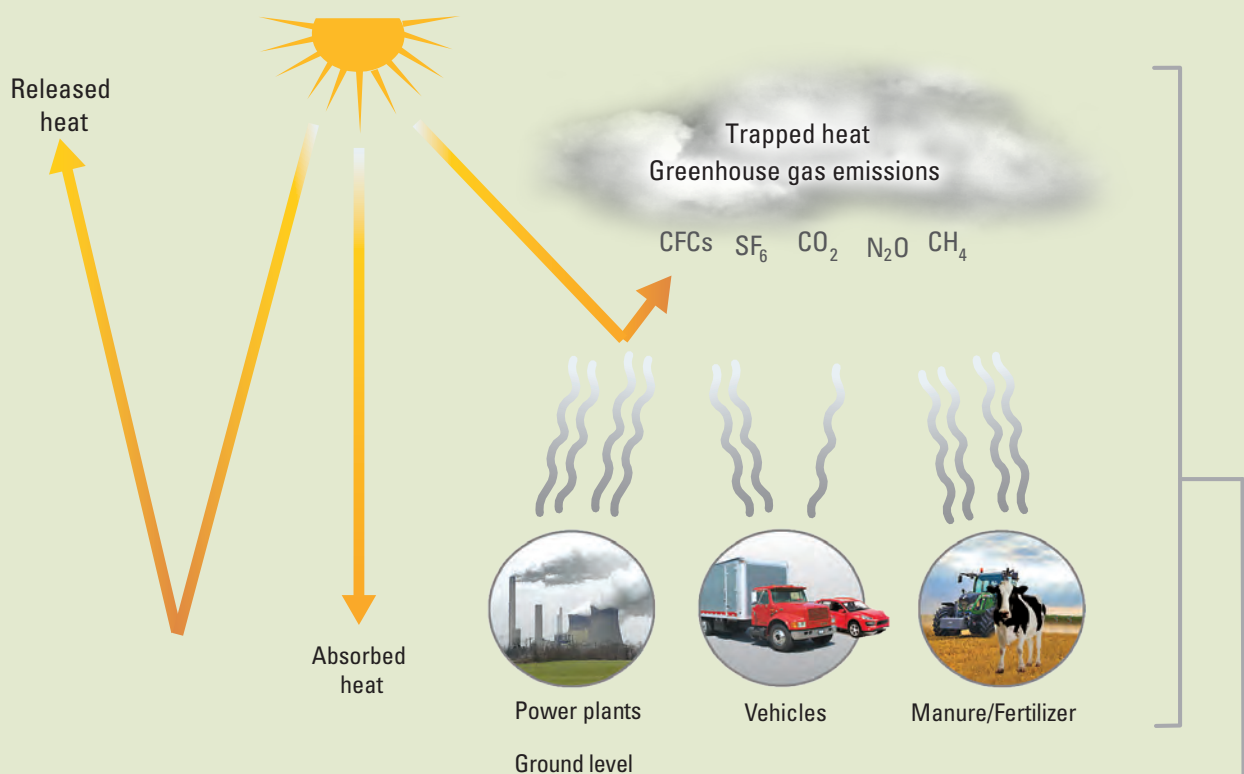 Released
heat
Trapped heat
Greenhouse gas emissions
CFCs SF₆ CO₂ N₂O CH₄
Absorbed
heat
Power plants
Vehicles
Manure/Fertilizer
Ground level